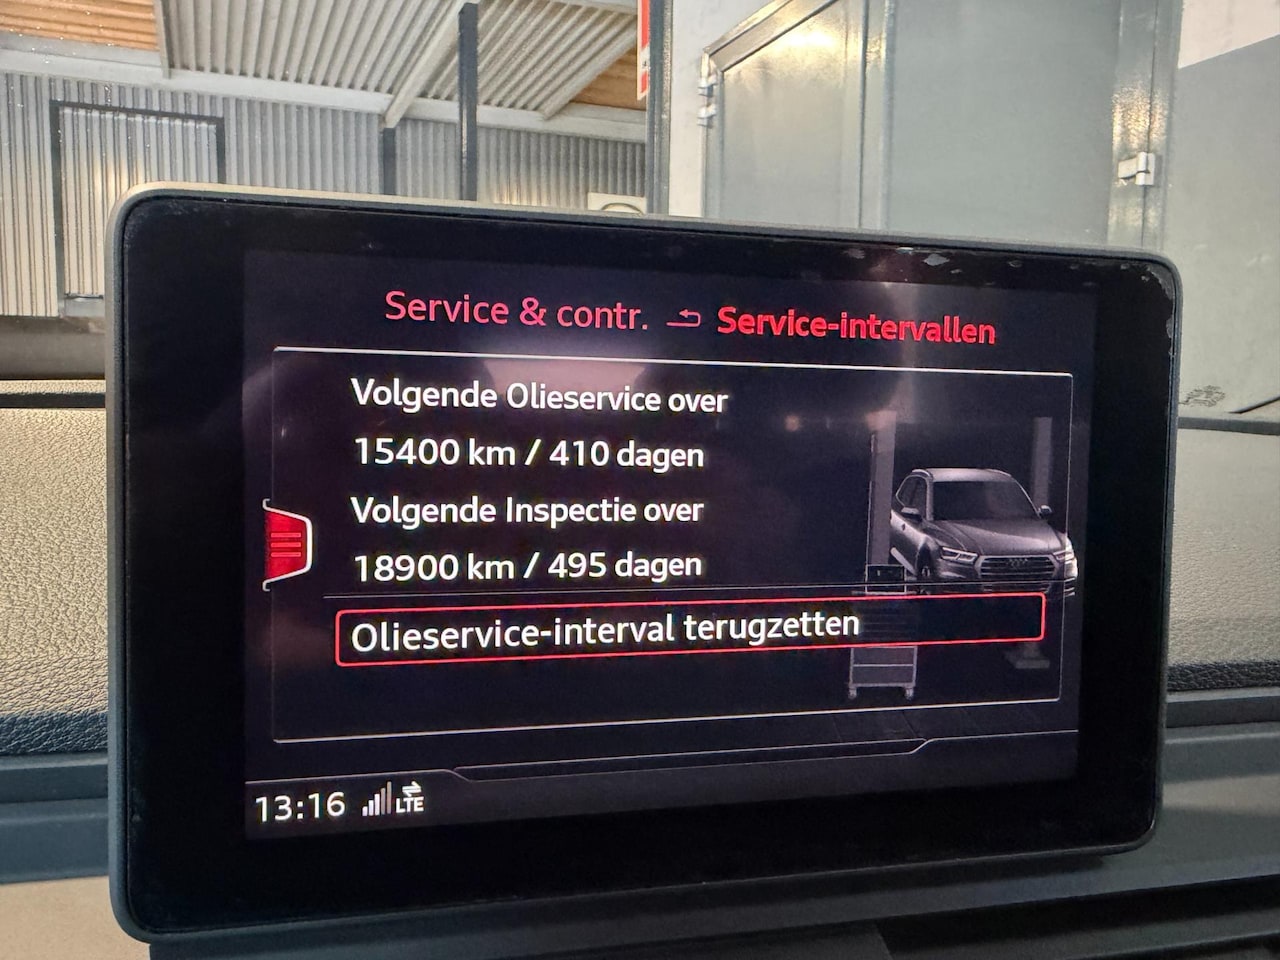 Service & contr. Service-intervallen
Volgende Olieservice over
15400 km / 410 dagen
Volgende Inspectie over
18900 km / 495 dagen
Olieservice-interval terugzetten
13:16 LTE